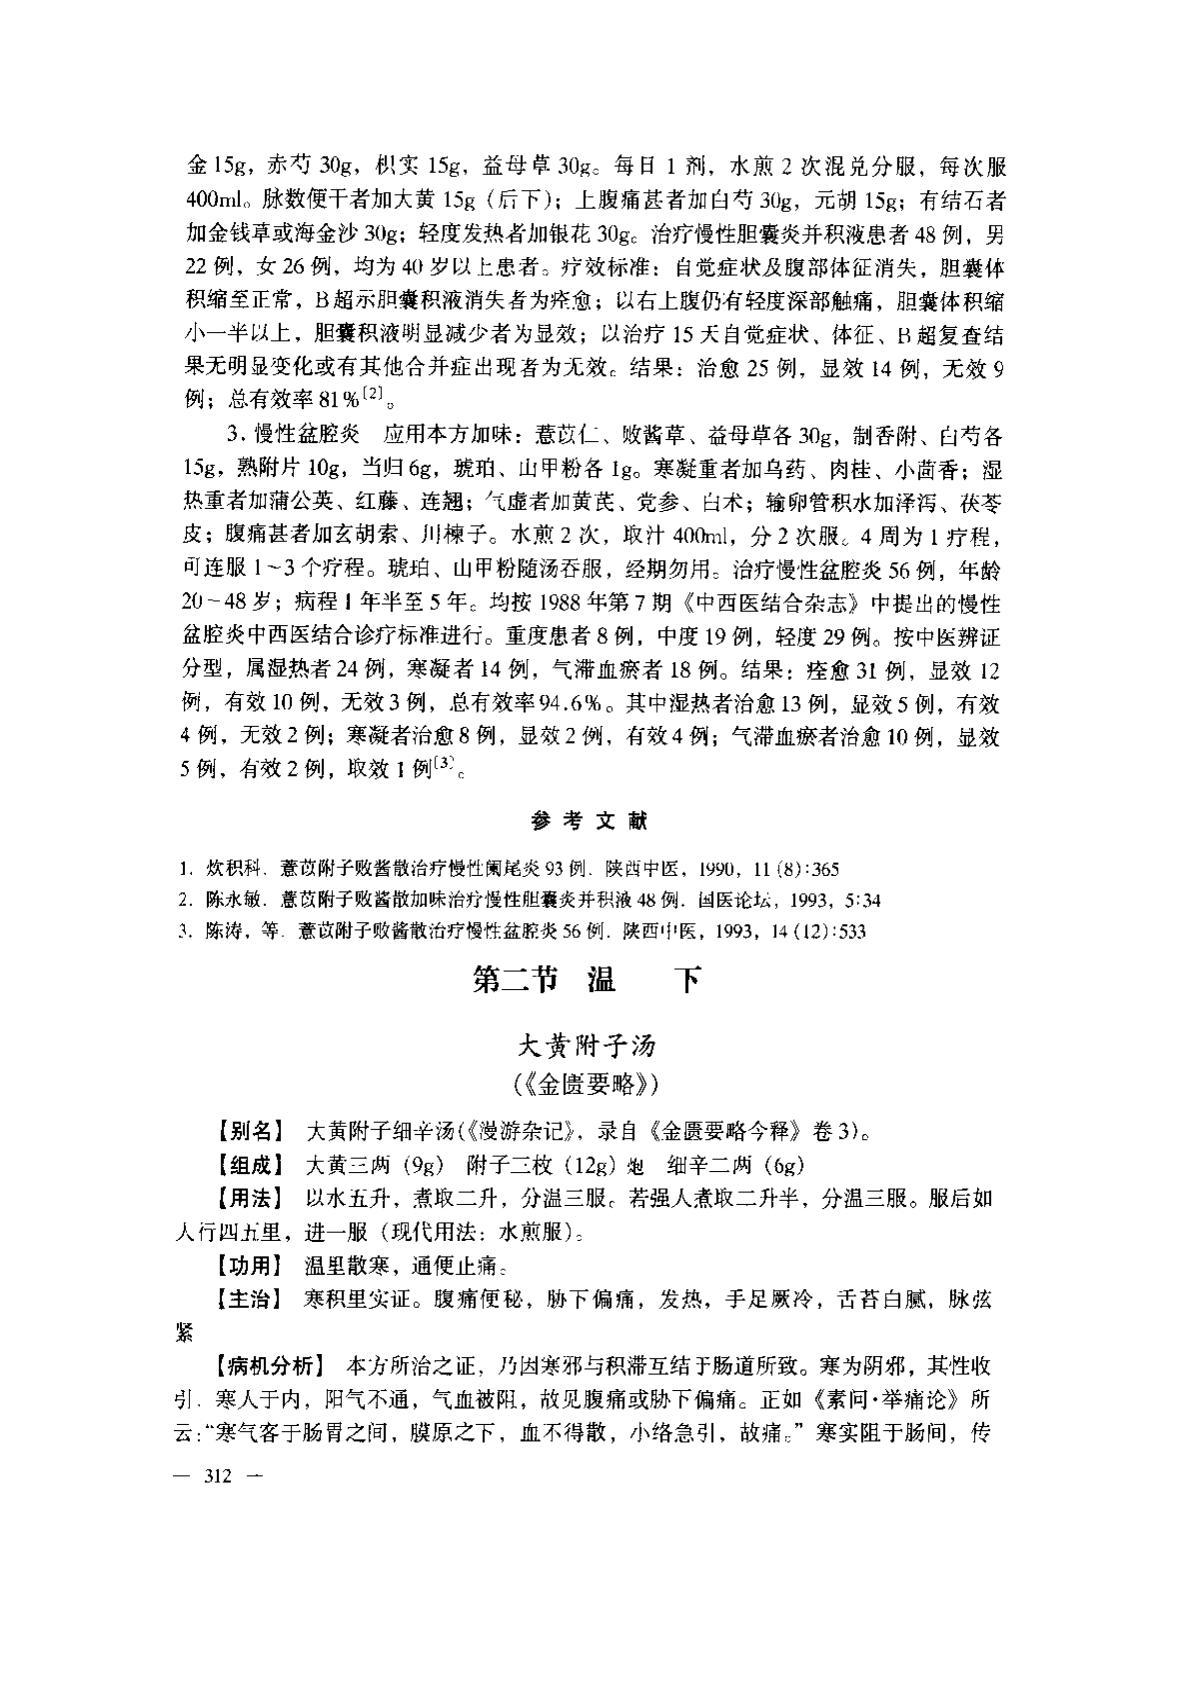 金 15g，赤芍 30g，枳实 15g，益母草 30g。每日 1 剂，水煎 2 次混兑分服，每次服
400ml。脉数便干者加大黄 15g（后下）；上腹痛甚者加白芍 30g，元胡 15g；有结石者
加金钱草或海金沙 30g；轻度发热者加银花 30g。治疗慢性胆囊炎并积液患者 48 例，男
22 例，女 26 例，均为 40 岁以上患者。疗效标准：自觉症状及腹部体征消失，胆囊体
积缩至正常，B 超示胆囊积液消失者为痊愈；以右上腹仍有轻度深部触痛，胆囊体积缩
小一半以上，胆囊积液明显减少者为显效；以治疗 15 天自觉症状、体征、B 超复查结
果无明显变化或有其他合并症出现者为无效。结果：治愈 25 例，显效 14 例，无效 9
例；总有效率 81%〔2〕。
3. 慢性盆腔炎　应用本方加味：薏苡仁、败酱草、益母草各 30g，制香附、白芍各
15g，熟附片 10g，当归 6g，琥珀、山甲粉各 1g。寒凝重者加乌药、肉桂、小茴香；湿
热重者加蒲公英、红藤、连翘；气虚者加黄芪、党参、白术；输卵管积水加泽泻、茯苓
皮；腹痛甚者加玄胡索、川楝子。水煎 2 次，取汁 400ml，分 2 次服。4 周为 1 疗程，
可连服 1～3 个疗程。琥珀、山甲粉随汤吞服，经期勿用。治疗慢性盆腔炎 56 例，年龄
20～48 岁；病程 1 年半至 5 年。均按 1988 年第 7 期《中西医结合杂志》中提出的慢性
盆腔炎中西医结合诊疗标准进行。重度患者 8 例，中度 19 例，轻度 29 例。按中医辨证
分型，属湿热者 24 例，寒凝者 14 例，气滞血瘀者 18 例。结果：痊愈 31 例，显效 12
例，有效 10 例，无效 3 例，总有效率 94.6%。其中湿热者治愈 13 例，显效 5 例，有效
4 例，无效 2 例；寒凝者治愈 8 例，显效 2 例，有效 4 例；气滞血瘀者治愈 10 例，显效
5 例，有效 2 例，取效 1 例〔3〕。
参 考 文 献
1. 炊积科．薏苡附子败酱散治疗慢性阑尾炎 93 例．陕西中医，1990，11 (8):365
2. 陈永敏．薏苡附子败酱散加味治疗慢性胆囊炎并积液 48 例．国医论坛，1993，5:34
3. 陈涛，等．薏苡附子败酱散治疗慢性盆腔炎 56 例．陕西中医，1993，14 (12):533
第二节　温　　下
大黄附子汤
（《金匮要略》）
【别名】　大黄附子细辛汤（《漫游杂记》，录自《金匮要略今释》卷 3）。
【组成】　大黄三两（9g）　附子三枚（12g）炮　细辛二两（6g）
【用法】　以水五升，煮取二升，分温三服。若强人煮取二升半，分温三服。服后如
人行四五里，进一服（现代用法：水煎服）。
【功用】　温里散寒，通便止痛。
【主治】　寒积里实证。腹痛便秘，胁下偏痛，发热，手足厥冷，舌苔白腻，脉弦
紧
【病机分析】　本方所治之证，乃因寒邪与积滞互结于肠道所致。寒为阴邪，其性收
引．寒人于内，阳气不通，气血被阻，故见腹痛或胁下偏痛。正如《素问·举痛论》所
云：“寒气客于肠胃之间，膜原之下，血不得散，小络急引，故痛。”寒实阻于肠间，传
— 312 —